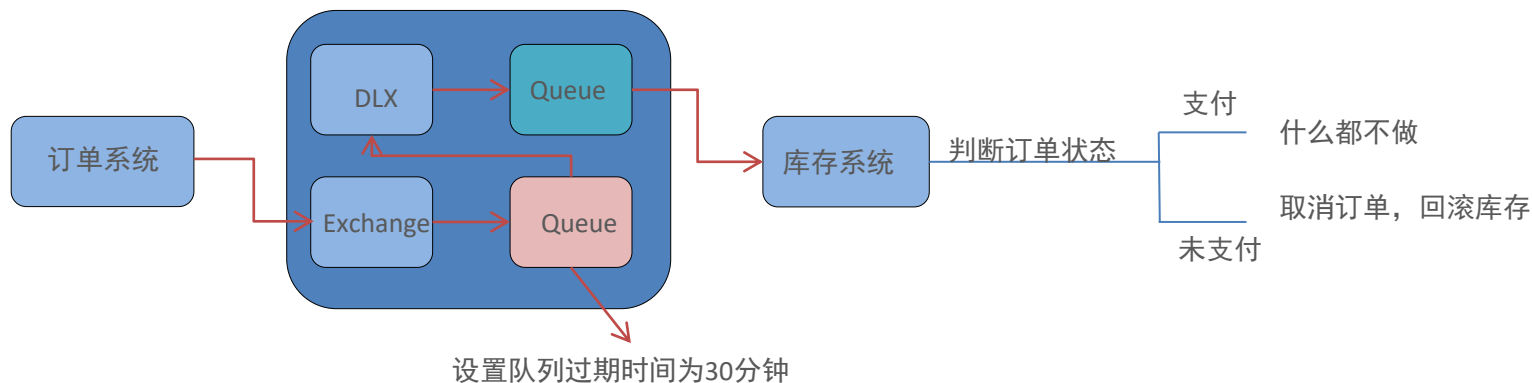 DLX
Queue
订单系统
Exchange
Queue
库存系统
判断订单状态
支付
什么都不做
取消订单，回滚库存
未支付
设置队列过期时间为30分钟